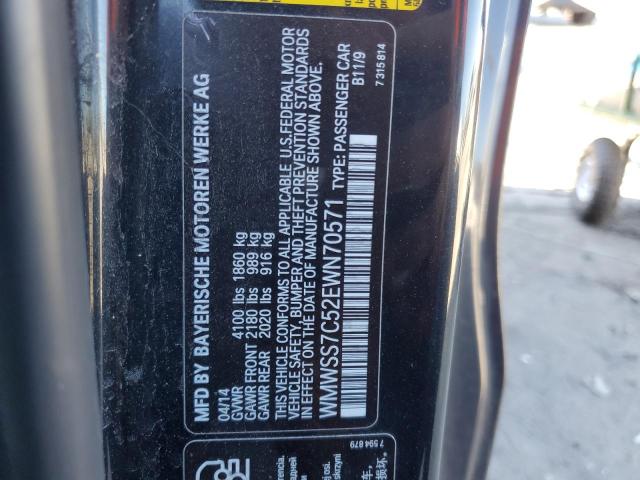 MFD BY BAYERISCHE MOTOREN WERKE AG
04/14
GVWR 4100 lbs 1860 kg
GAWR FRONT 2180 lbs 989 kg
GAWR REAR 2020 lbs 916 kg
THIS VEHICLE CONFORMS TO ALL APPLICABLE U.S.FEDERAL MOTOR
VEHICLE SAFETY, BUMPER AND THEFT PREVENTION STANDARDS
IN EFFECT ON THE DATE OF MANUFACTURE SHOWN ABOVE.
WMWSS7C52EWN70571 TYPE: PASSENGER CAR
B11/9
7 315 814
7 594 879